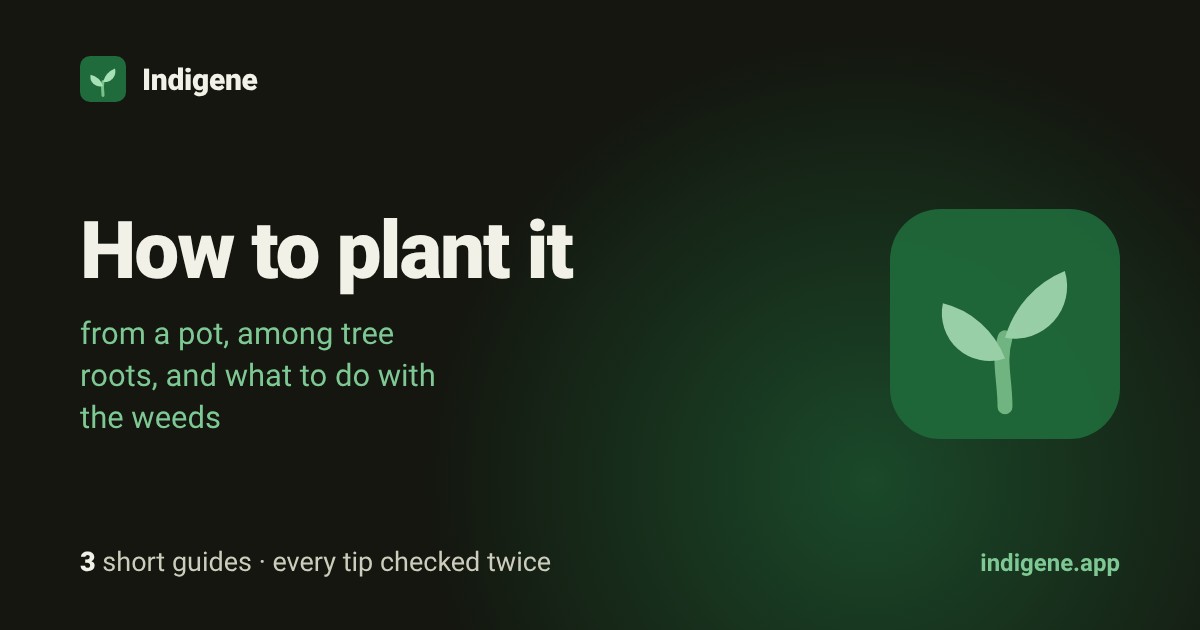 Indigene
How to plant it
from a pot, among tree
roots, and what to do with
the weeds
3 short guides · every tip checked twice
indigene.app